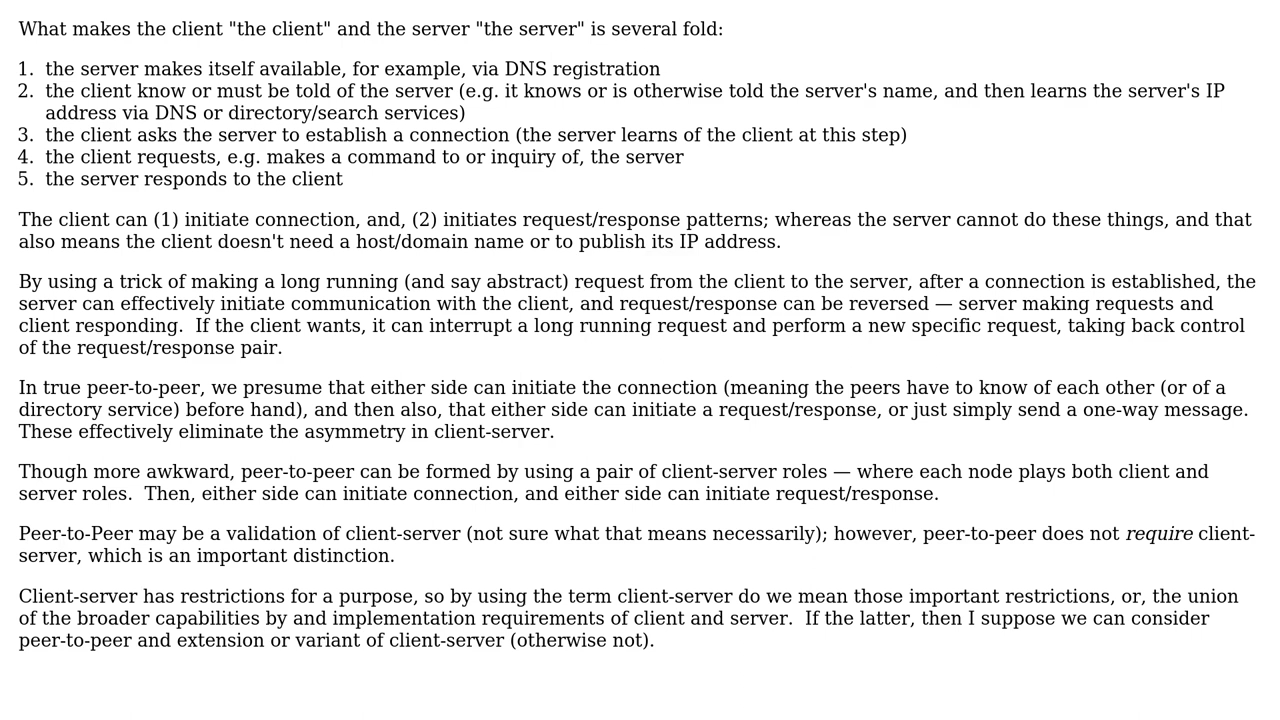 What makes the client "the client" and the server "the server" is several fold:
1. the server makes itself available, for example, via DNS registration
2. the client know or must be told of the server (e.g. it knows or is otherwise told the server's name, and then learns the server's IP
address via DNS or directory/search services)
3. the client asks the server to establish a connection (the server learns of the client at this step)
4. the client requests, e.g. makes a command to or inquiry of, the server
5. the server responds to the client
The client can (1) initiate connection, and, (2) initiates request/response patterns; whereas the server cannot do these things, and that
also means the client doesn't need a host/domain name or to publish its IP address.
By using a trick of making a long running (and say abstract) request from the client to the server, after a connection is established, the
server can effectively initiate communication with the client, and request/response can be reversed — server making requests and
client responding.  If the client wants, it can interrupt a long running request and perform a new specific request, taking back control
of the request/response pair.
In true peer-to-peer, we presume that either side can initiate the connection (meaning the peers have to know of each other (or of a
directory service) before hand), and then also, that either side can initiate a request/response, or just simply send a one-way message.
These effectively eliminate the asymmetry in client-server.
Though more awkward, peer-to-peer can be formed by using a pair of client-server roles — where each node plays both client and
server roles.  Then, either side can initiate connection, and either side can initiate request/response.
Peer-to-Peer may be a validation of client-server (not sure what that means necessarily); however, peer-to-peer does not require client-
server, which is an important distinction.
Client-server has restrictions for a purpose, so by using the term client-server do we mean those important restrictions, or, the union
of the broader capabilities by and implementation requirements of client and server.  If the latter, then I suppose we can consider
peer-to-peer and extension or variant of client-server (otherwise not).